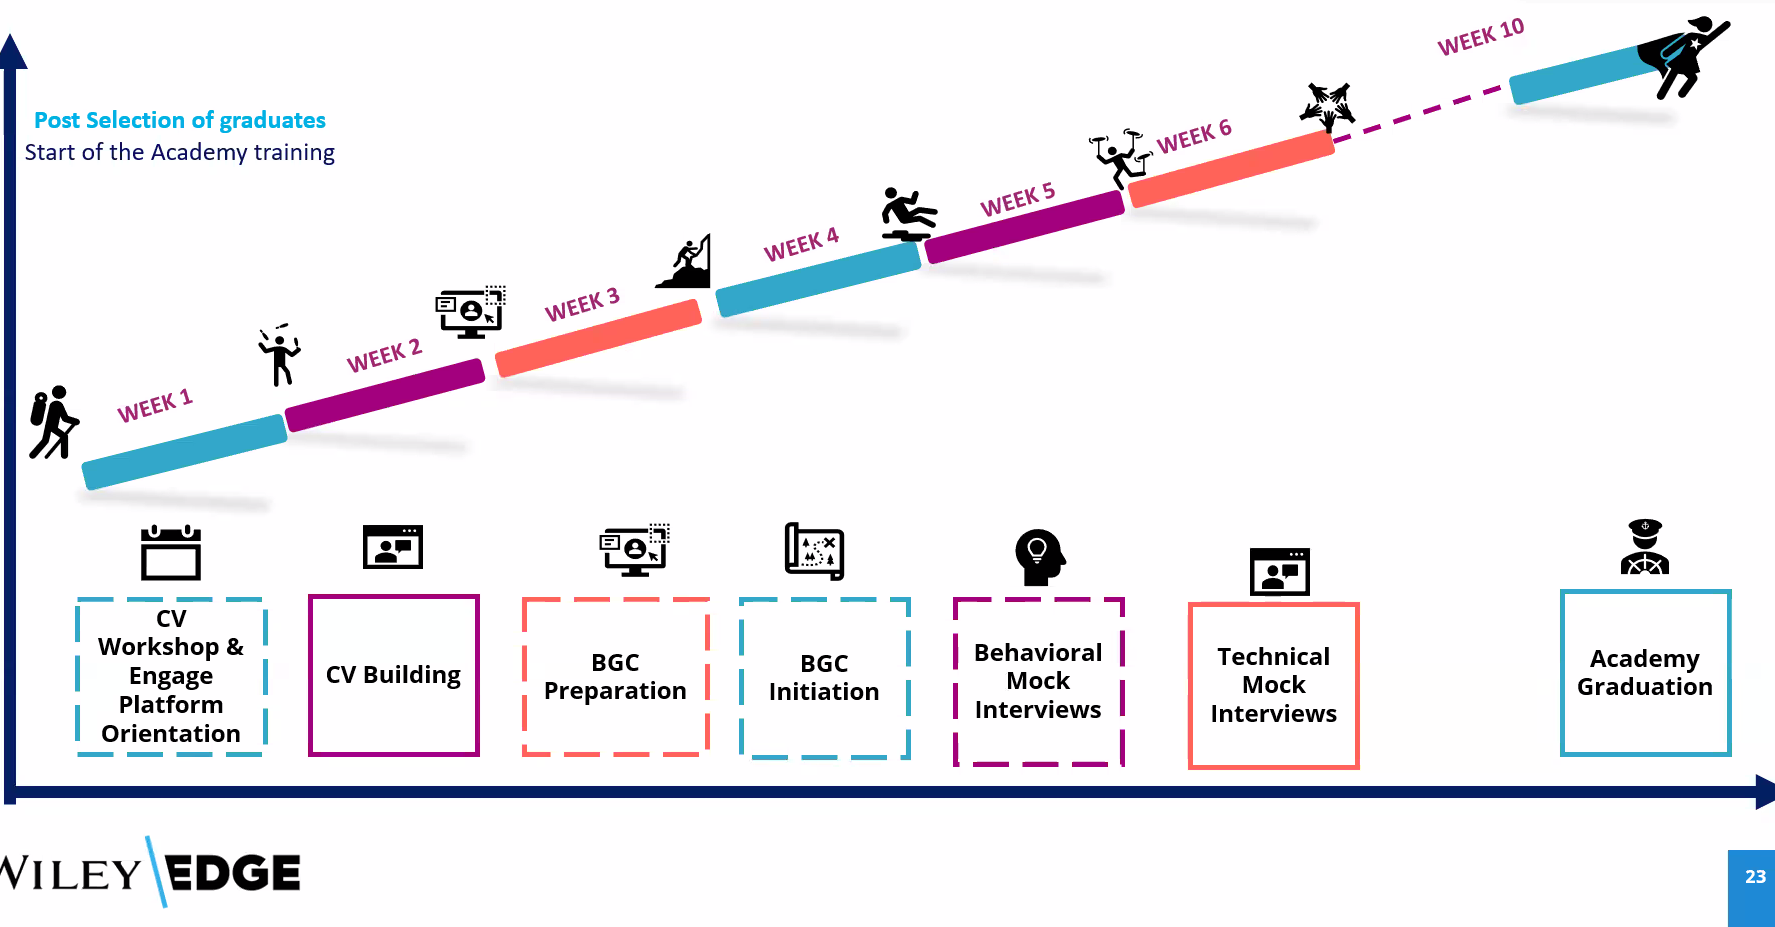 Post Selection of graduates
Start of the Academy training
WEEK 1
WEEK 2
WEEK 3
WEEK 4
WEEK 5
WEEK 6
WEEK 10
CV
Workshop &
Engage
Platform
Orientation
CV Building
BGC
Preparation
BGC
Initiation
Behavioral
Mock
Interviews
Technical
Mock
Interviews
Academy
Graduation
WILEY EDGE
23